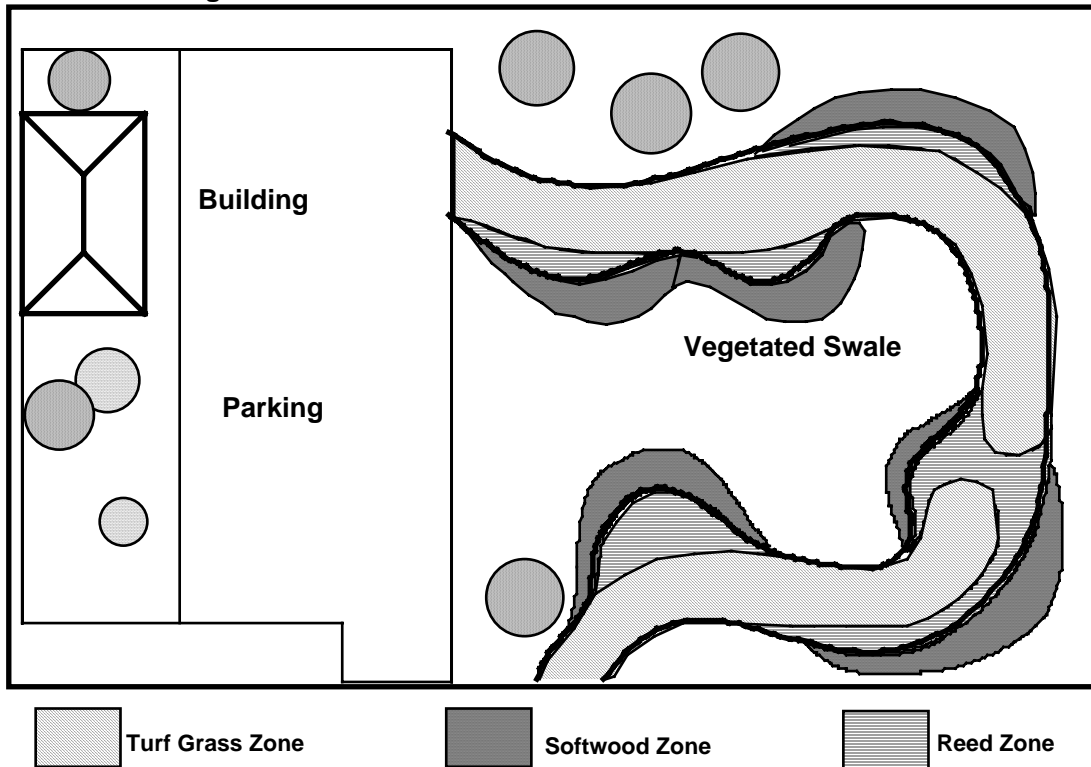 Building
Parking
Vegetated Swale
Turf Grass Zone
Softwood Zone
Reed Zone